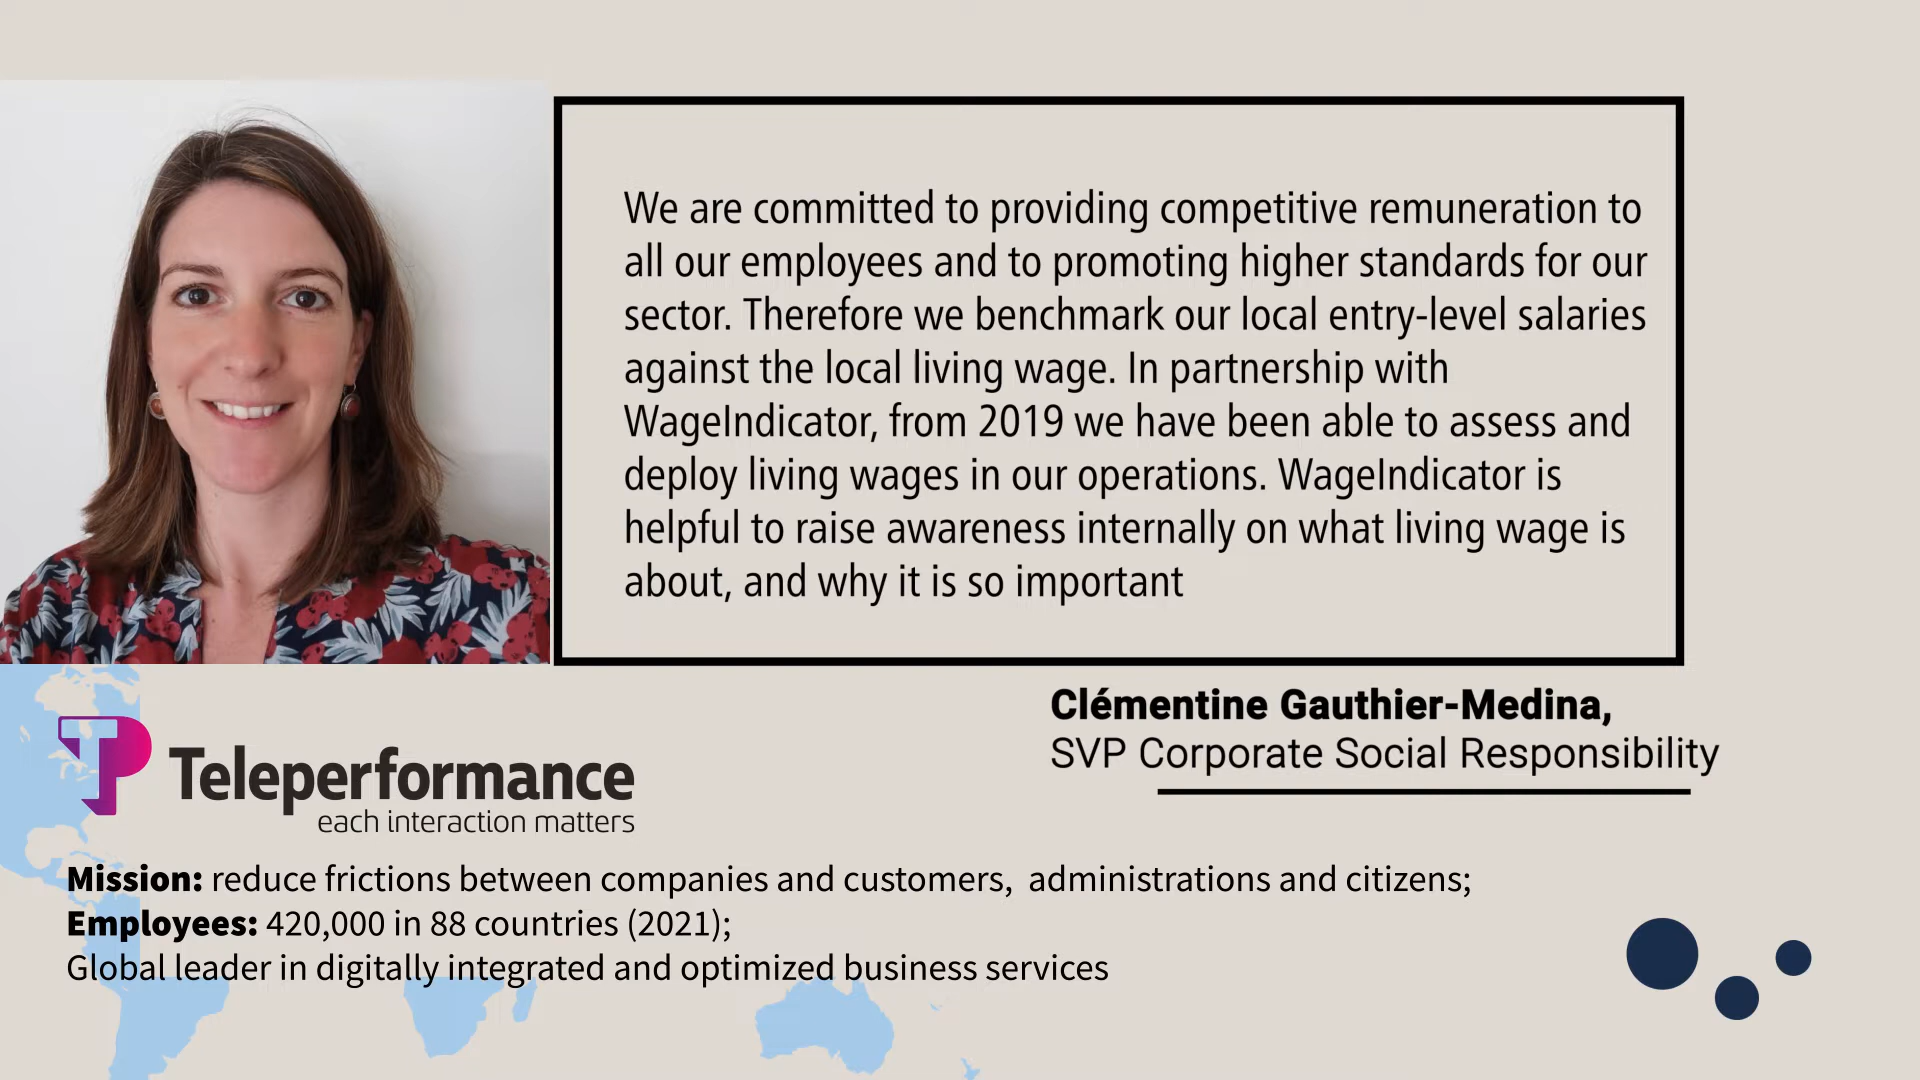 We are committed to providing competitive remuneration to
all our employees and to promoting higher standards for our
sector. Therefore we benchmark our local entry-level salaries
against the local living wage. In partnership with
WageIndicator, from 2019 we have been able to assess and
deploy living wages in our operations. WageIndicator is
helpful to raise awareness internally on what living wage is
about, and why it is so important
Clémentine Gauthier-Medina,
SVP Corporate Social Responsibility
TP
Teleperformance
each interaction matters
Mission: reduce frictions between companies and customers,  administrations and citizens;
Employees: 420,000 in 88 countries (2021);
Global leader in digitally integrated and optimized business services